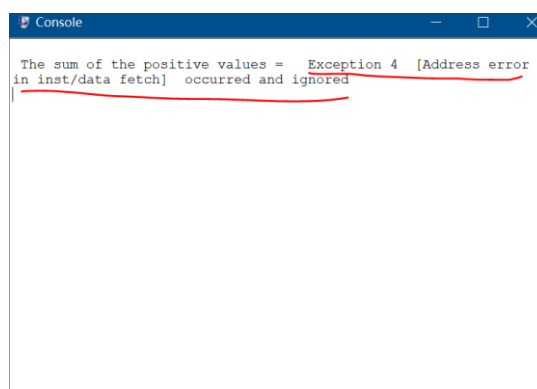 Console
The sum of the positive values =   Exception 4  [Address error
in inst/data fetch]  occurred and ignored